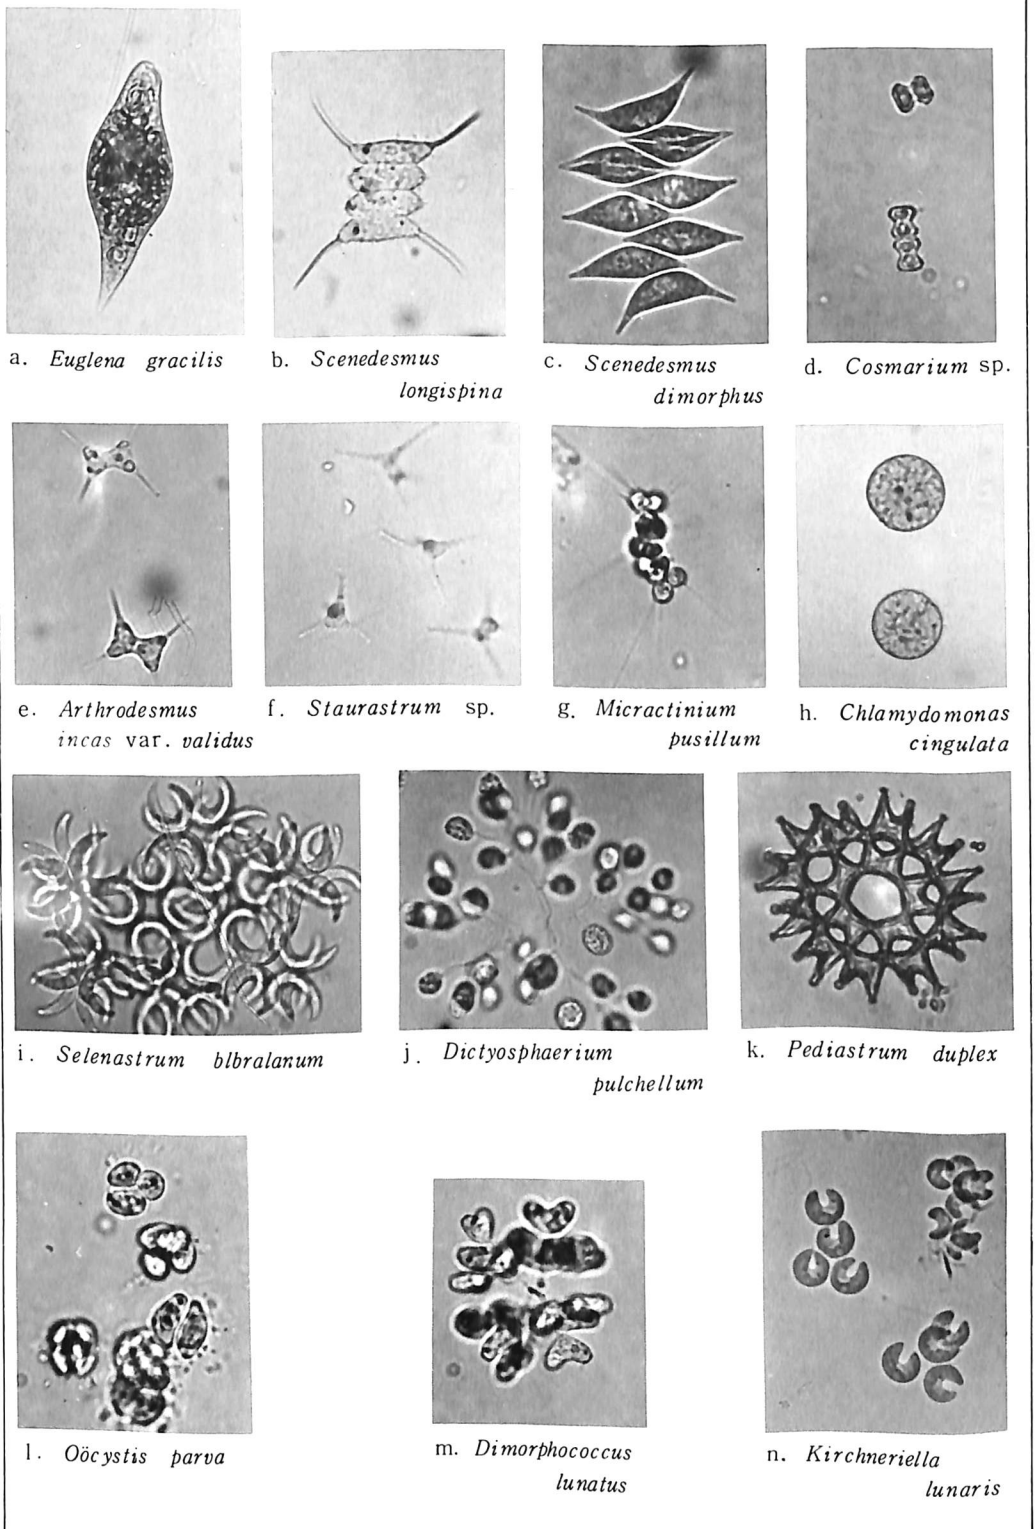 a. Euglena gracilis
b. Scenedesmus
longispina
c. Scenedesmus
dimorphus
d. Cosmarium sp.
e. Arthrodesmus
incas var. validus
f. Staurastrum sp.
g. Micractinium
pusillum
h. Chlamydomonas
cingulata
i. Selenastrum blbralanum
j. Dictyosphaerium
pulchellum
k. Pediastrum duplex
l. Oöcystis parva
m. Dimorphococcus
lunatus
n. Kirchneriella
lunaris